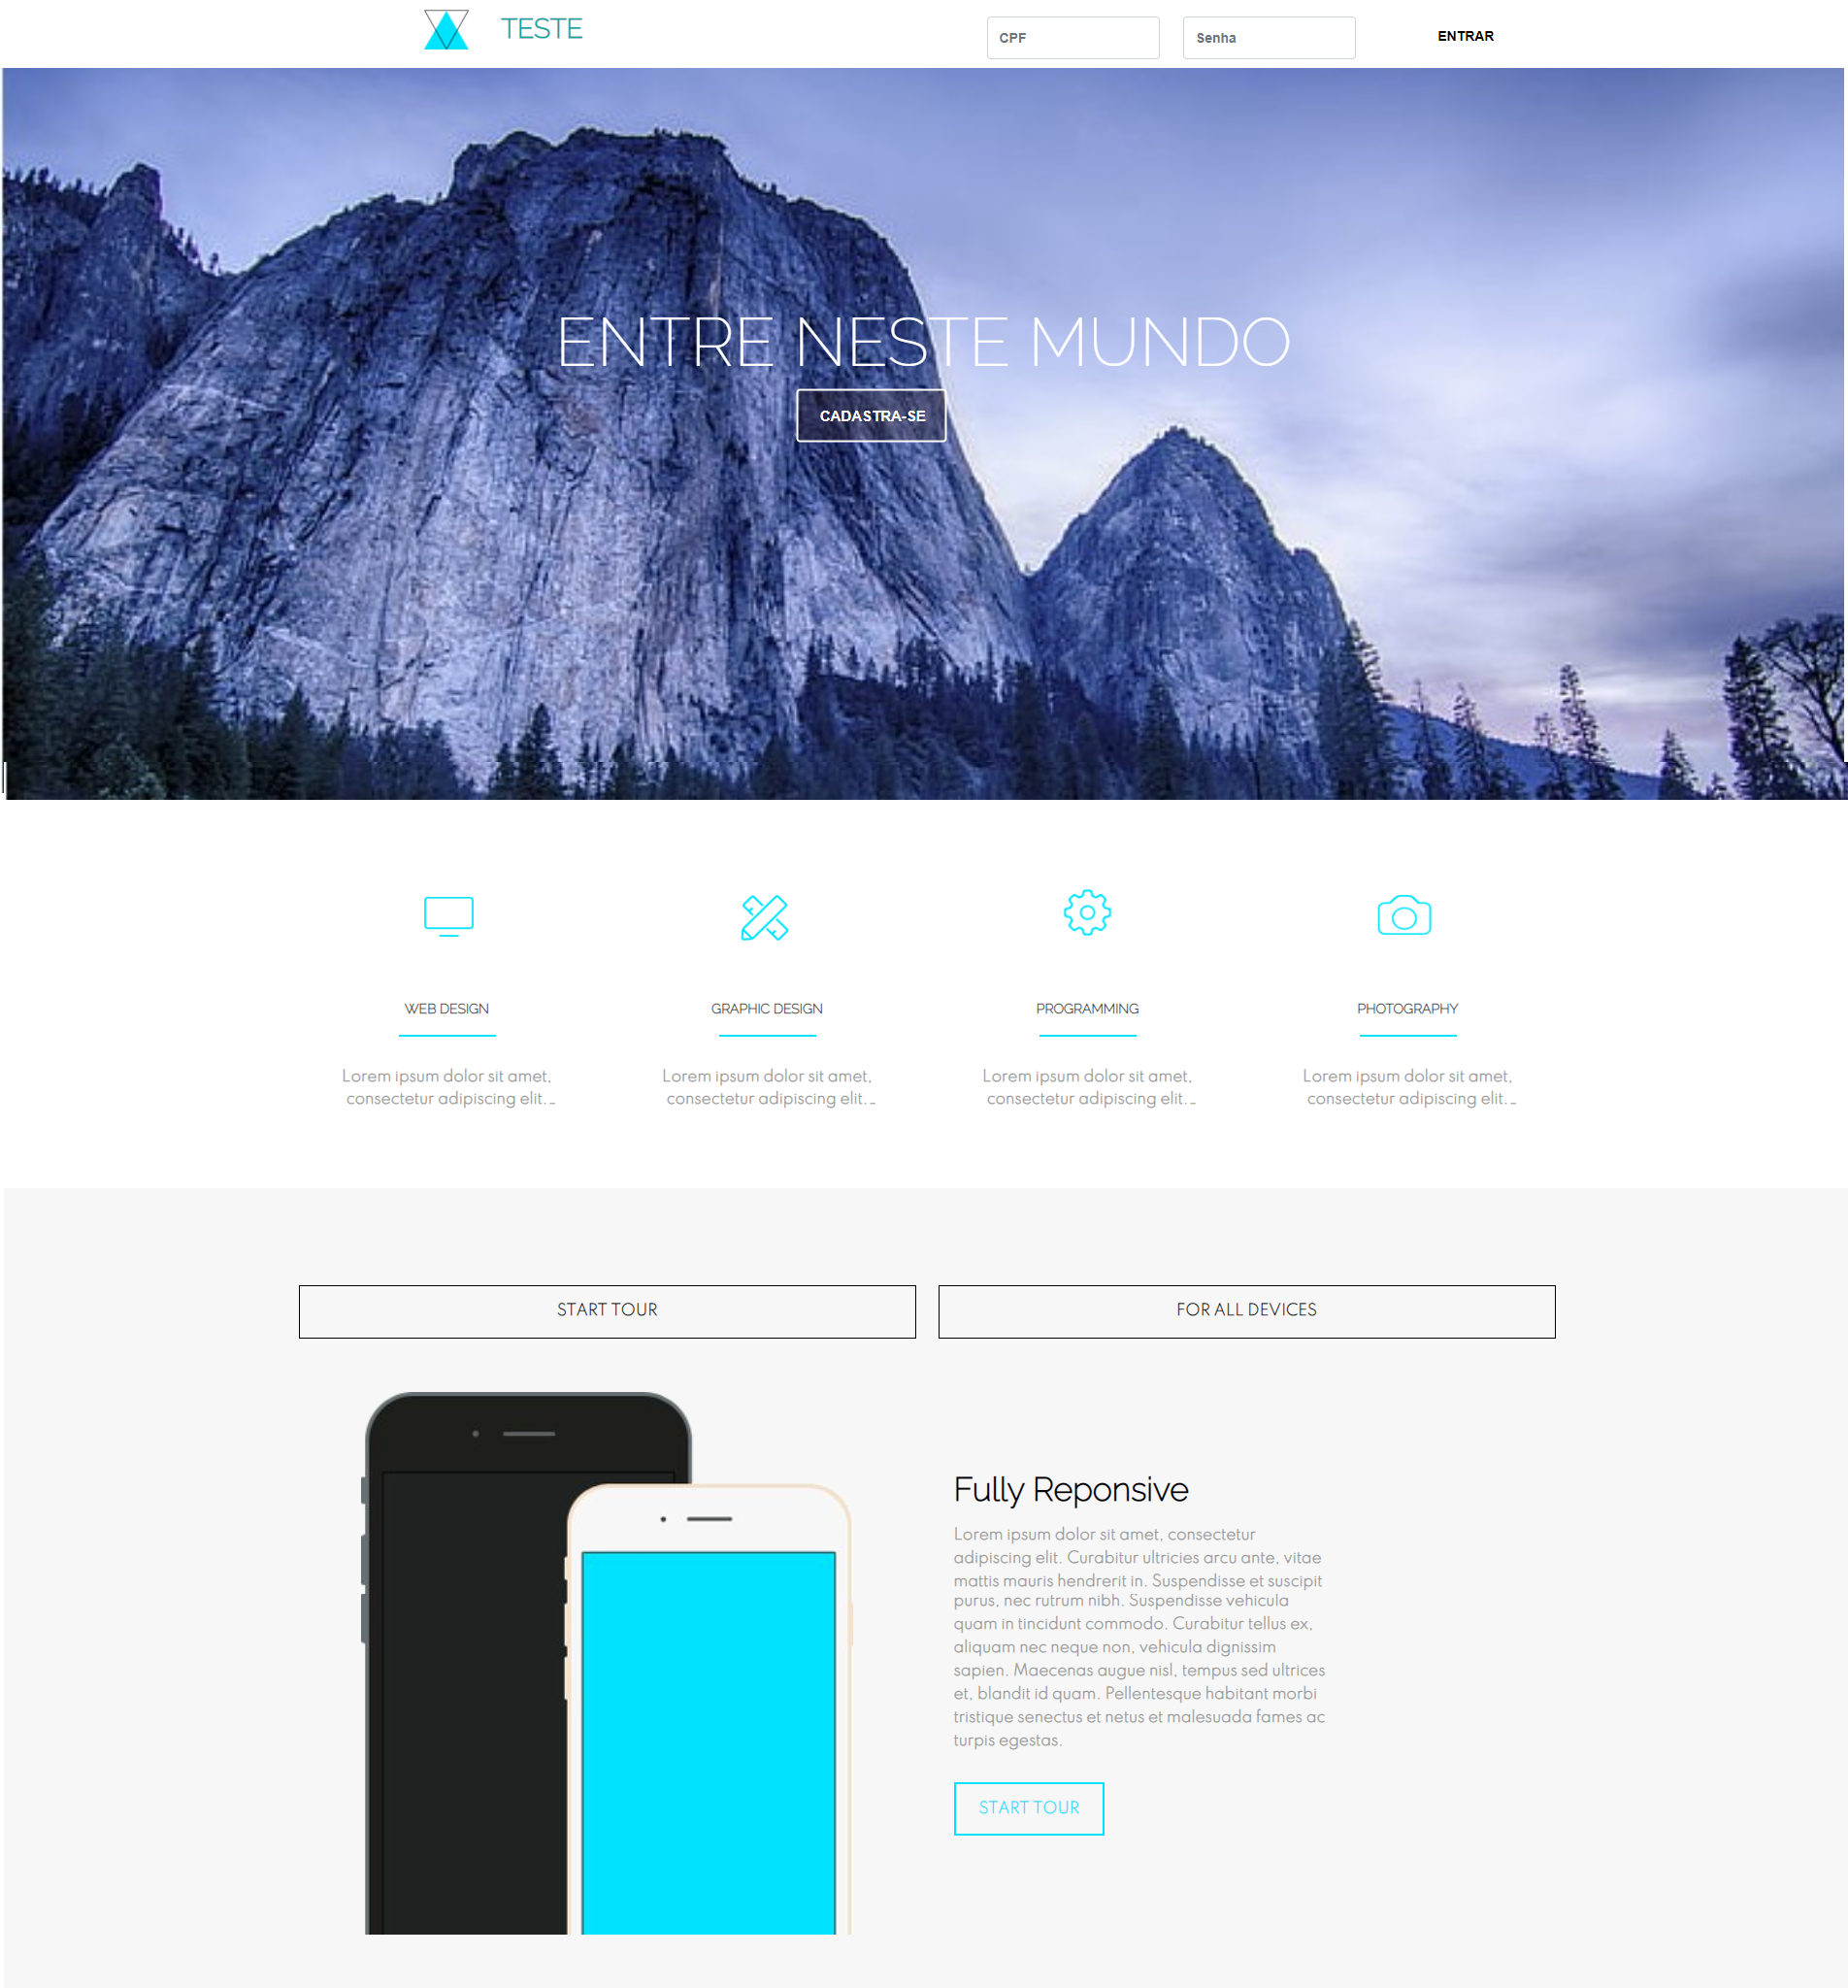 TESTE
CPF
Senha
ENTRAR
ENTRE NESTE MUNDO
CADASTRA-SE
WEB DESIGN
Lorem ipsum dolor sit amet,
consectetur adipiscing elit...
GRAPHIC DESIGN
Lorem ipsum dolor sit amet,
consectetur adipiscing elit...
PROGRAMMING
Lorem ipsum dolor sit amet,
consectetur adipiscing elit...
PHOTOGRAPHY
Lorem ipsum dolor sit amet,
consectetur adipiscing elit...
START TOUR
FOR ALL DEVICES
Fully Reponsive
Lorem ipsum dolor sit amet, consectetur
adipiscing elit. Curabitur ultricies arcu ante, vitae
mattis mauris hendrerit in. Suspendisse et suscipit
purus, nec rutrum nibh. Suspendisse vehicula
quam in tincidunt commodo. Curabitur tellus ex,
aliquam nec neque non, vehicula dignissim
sapien. Maecenas augue nisl, tempus sed ultrices
et, blandit id quam. Pellentesque habitant morbi
tristique senectus et netus et malesuada fames ac
turpis egestas.
START TOUR